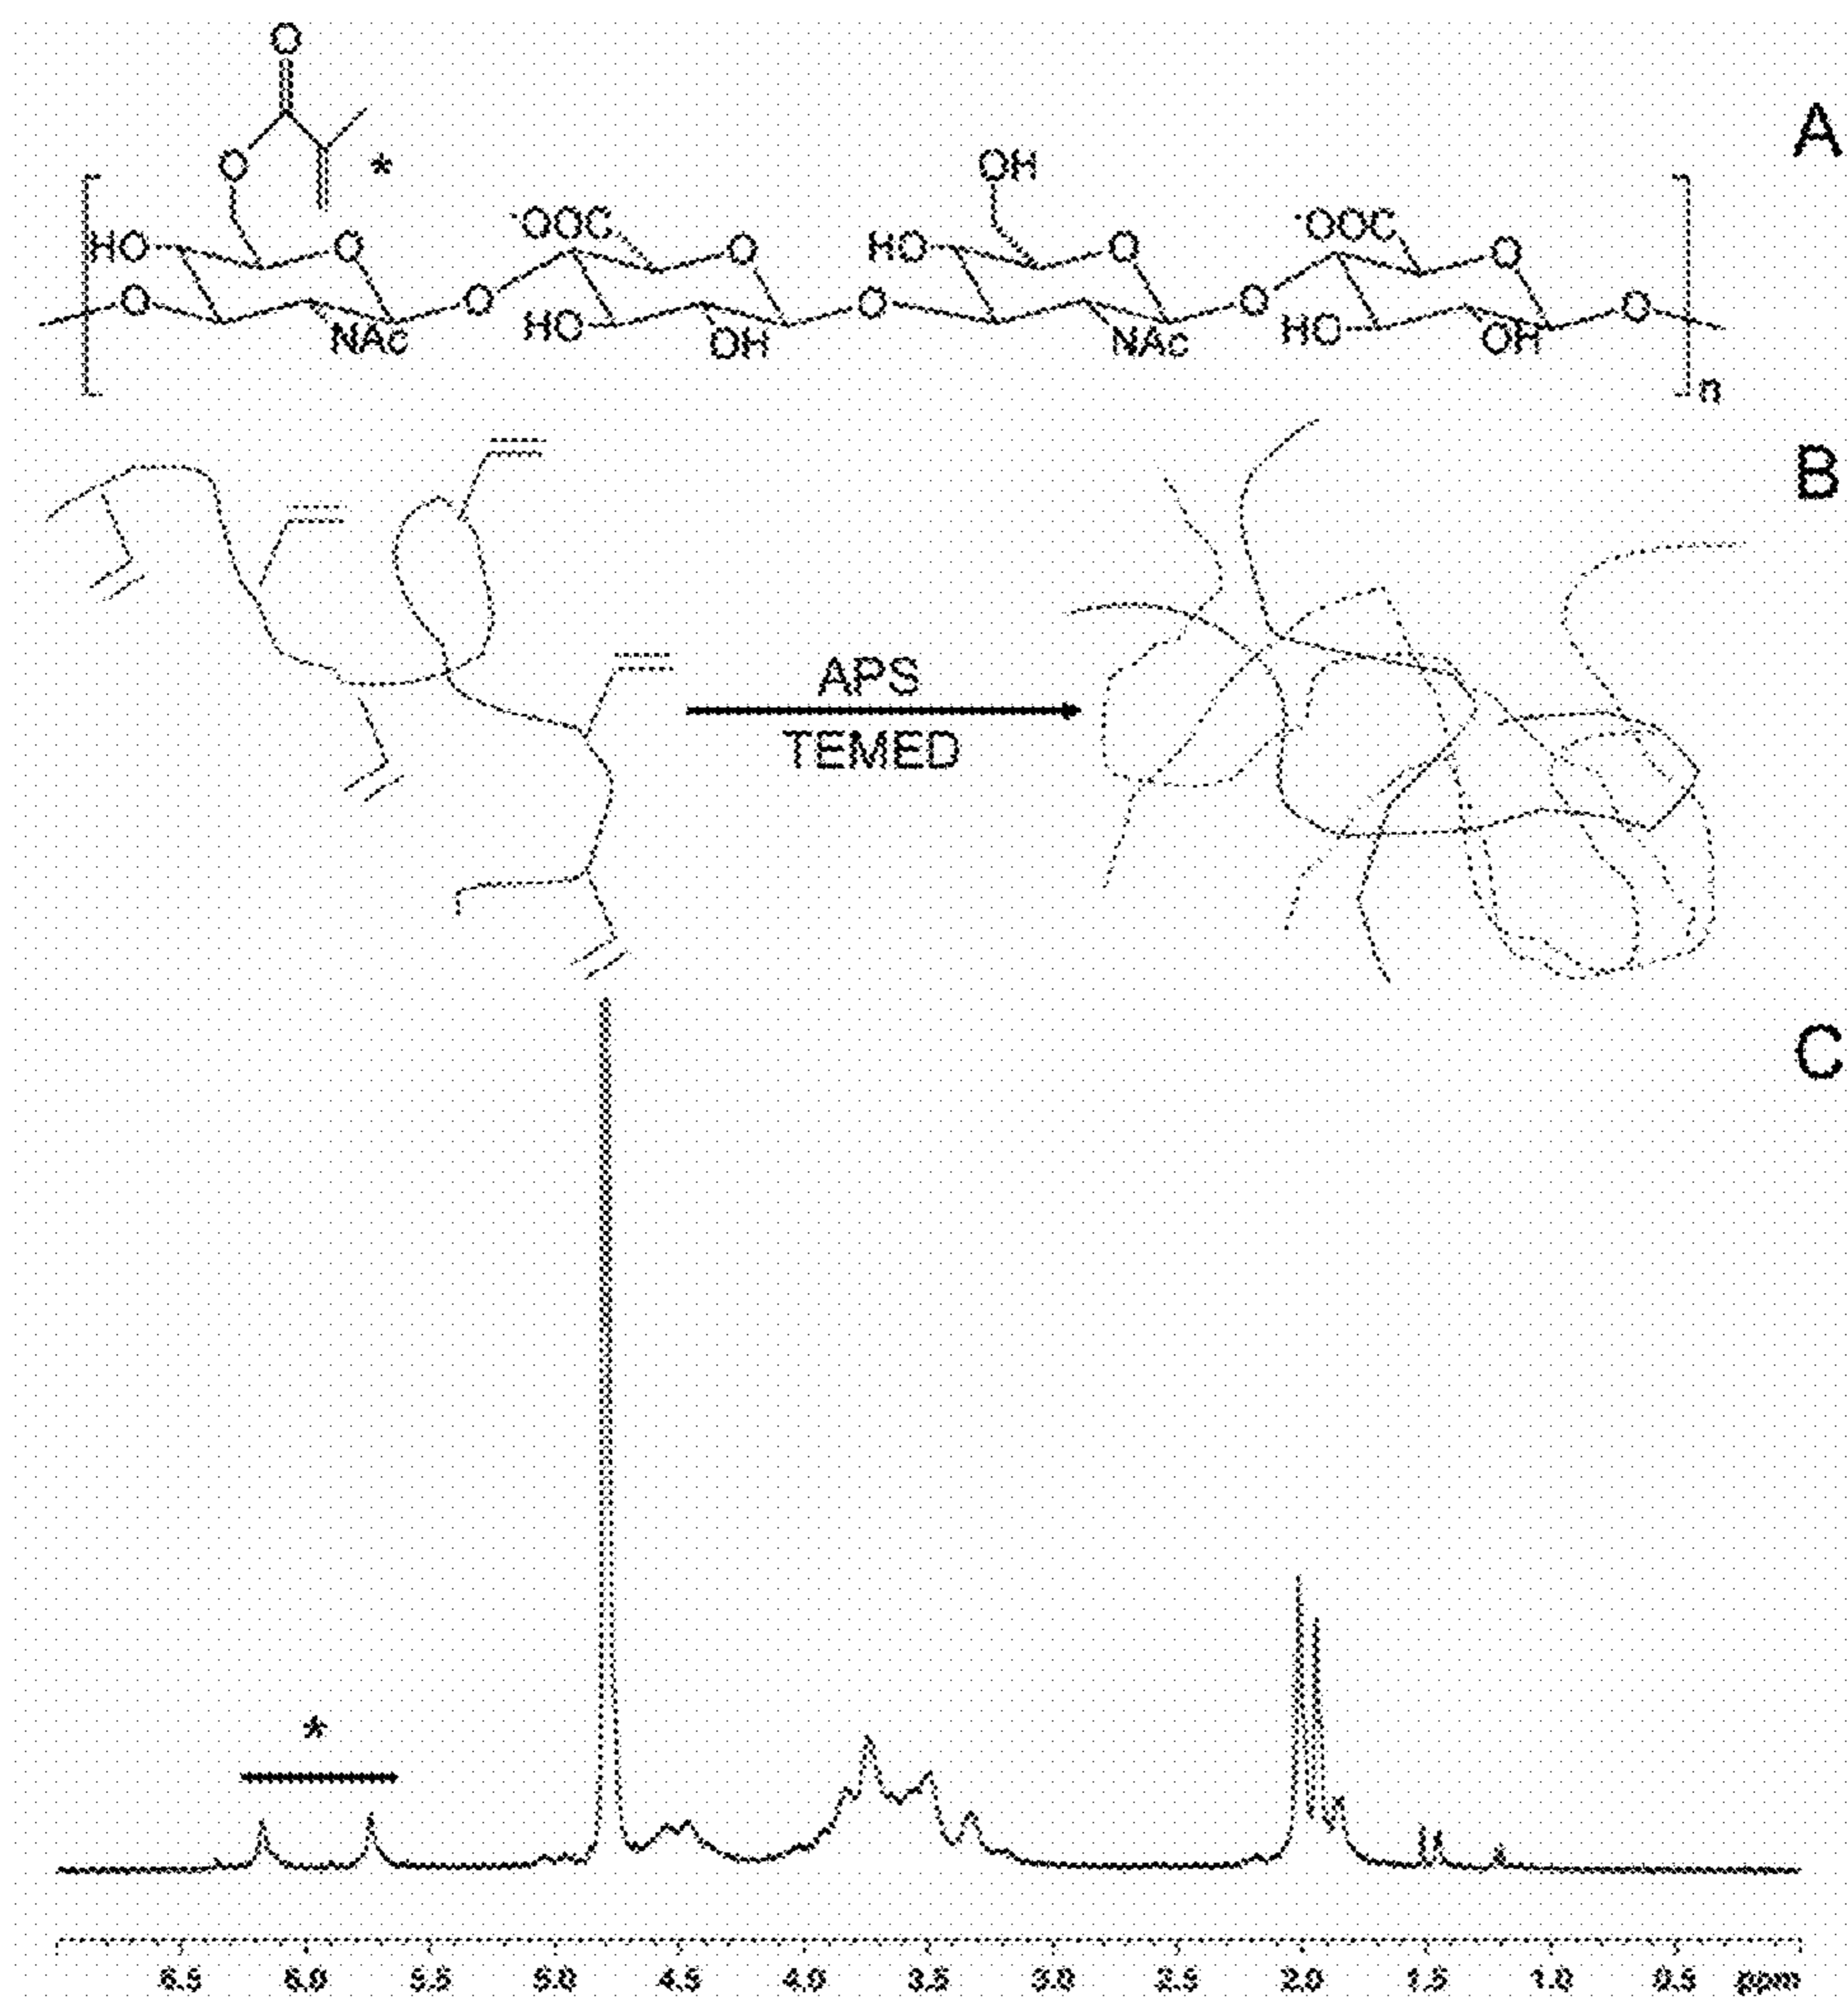 O
A
O * OH
HO O ⁻OOC O HO O ⁻OOC O
O O O O O
NAc HO OH NAc HO OH
n
B
APS
TEMED
C
*
6.5 6.0 5.5 5.0 4.5 4.0 3.5 3.0 2.5 2.0 1.5 1.0 0.5 ppm